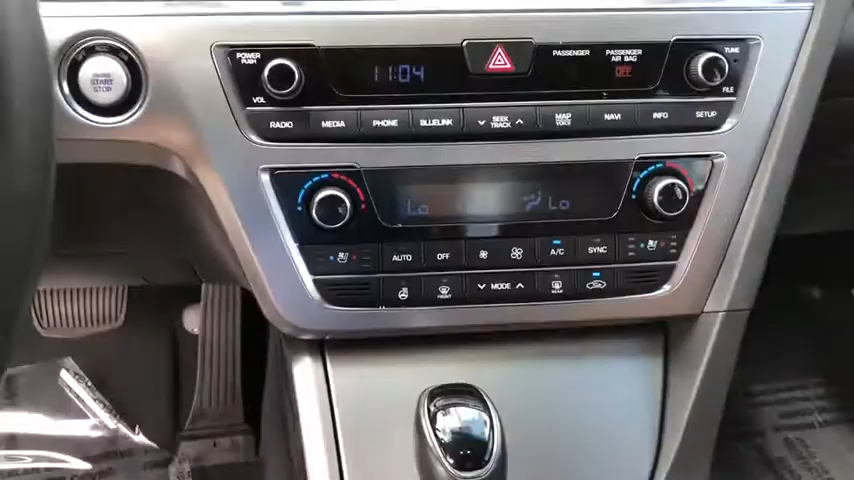 ENGINE
START
STOP
POWER
PUSH
VOL
11:04
PASSENGER
PASSENGER
AIR BAG
OFF
TUNE
FILE
RADIO
MEDIA
PHONE
BLUELINK
SEEK
TRACK
MAP
VOICE
NAVI
INFO
SETUP
Lo
Lo
AUTO
OFF
A/C
SYNC
FRONT
MODE
REAR